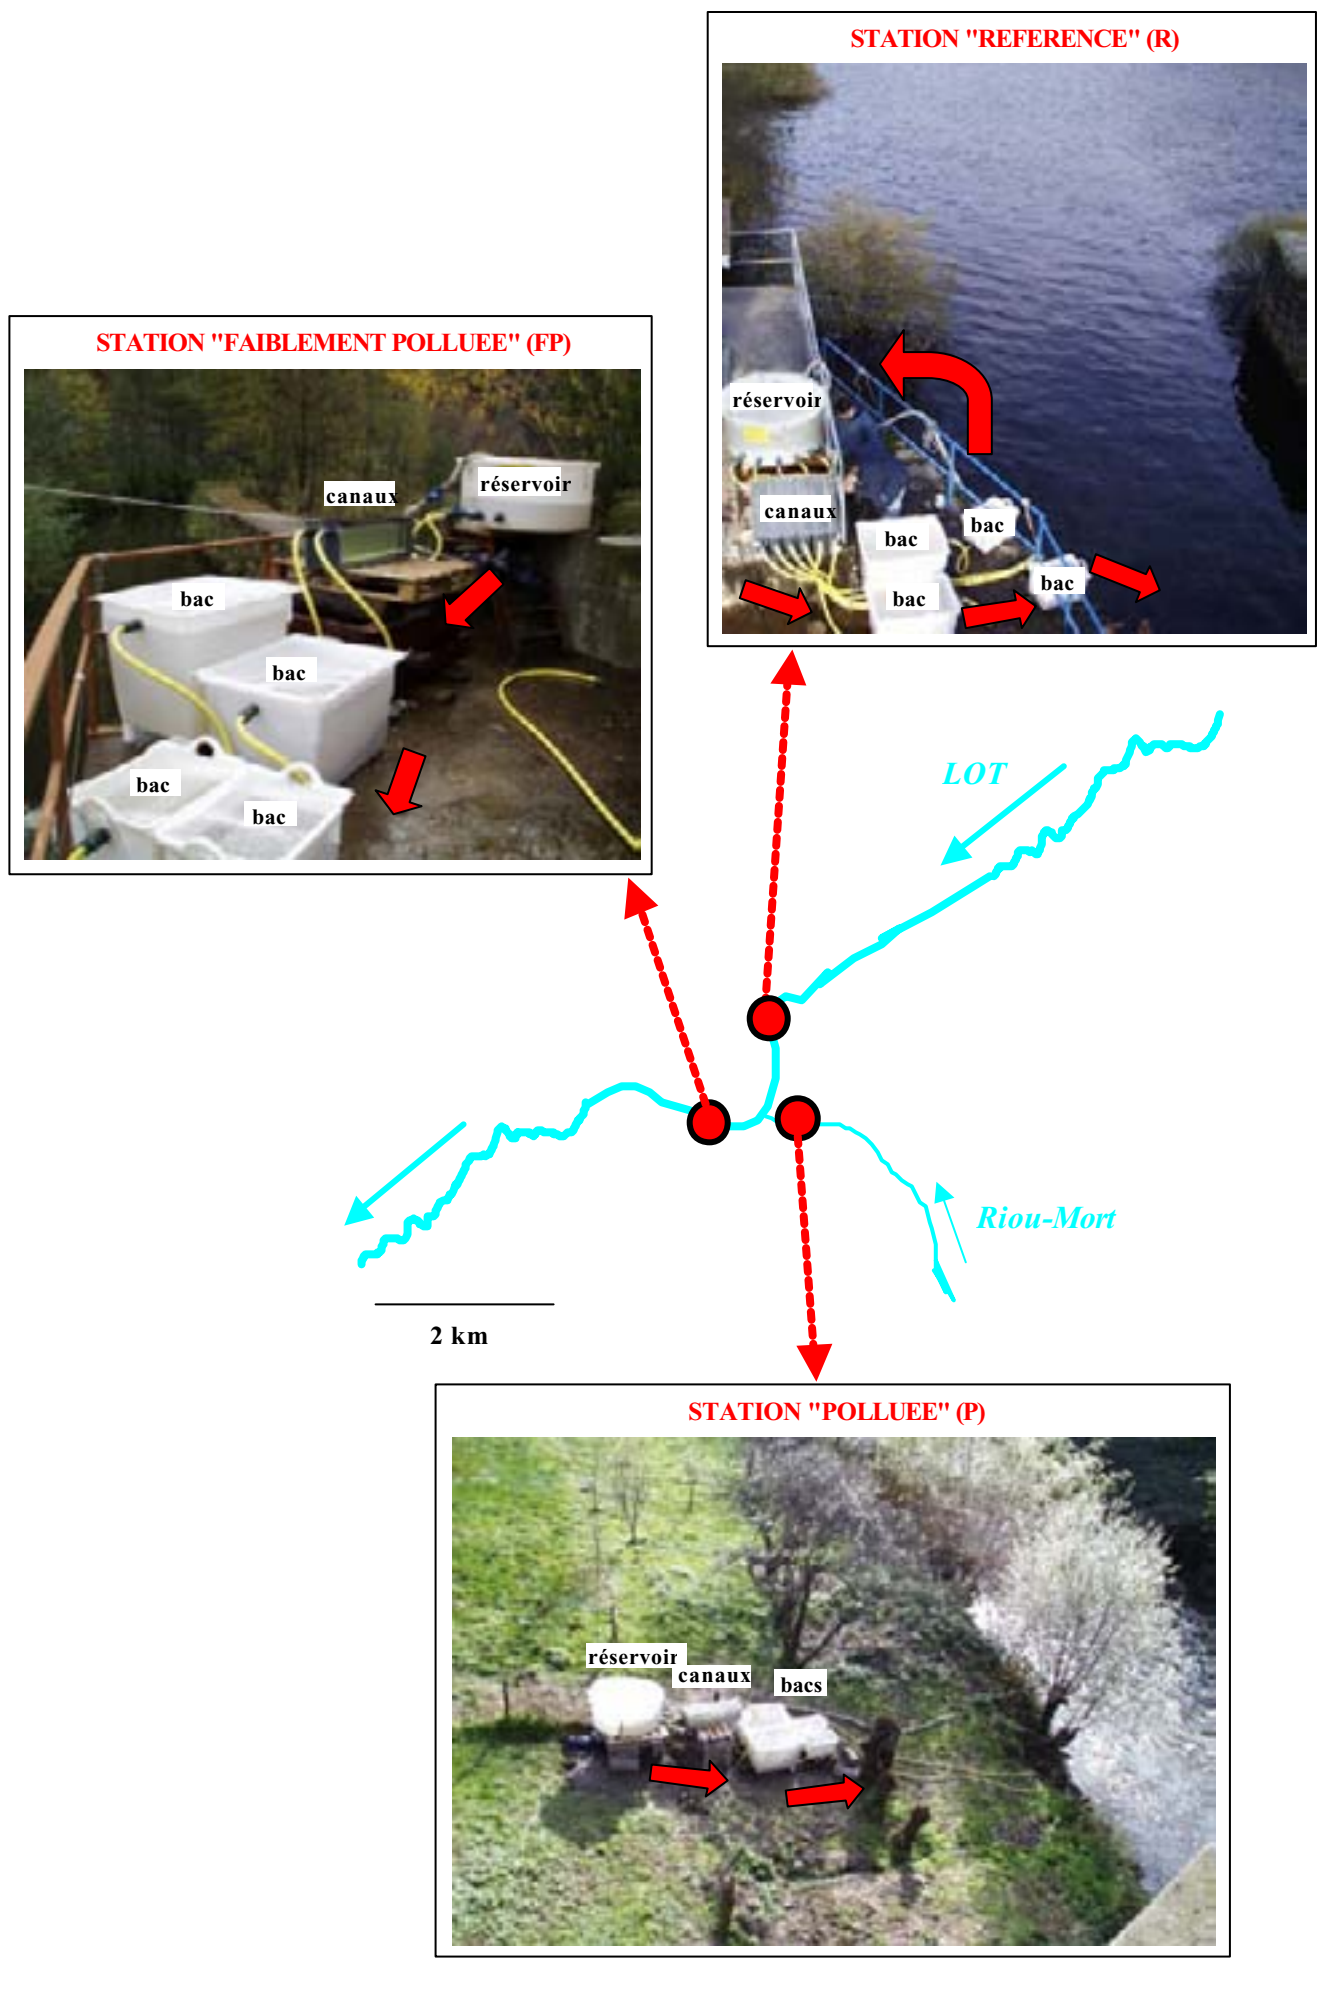 STATION "REFERENCE" (R)
réservoir
canaux
bac
bac
bac
bac
STATION "FAIBLEMENT POLLUEE" (FP)
canaux
réservoir
bac
bac
bac
bac
LOT
Riou-Mort
2 km
STATION "POLLUEE" (P)
réservoir
canaux
bacs